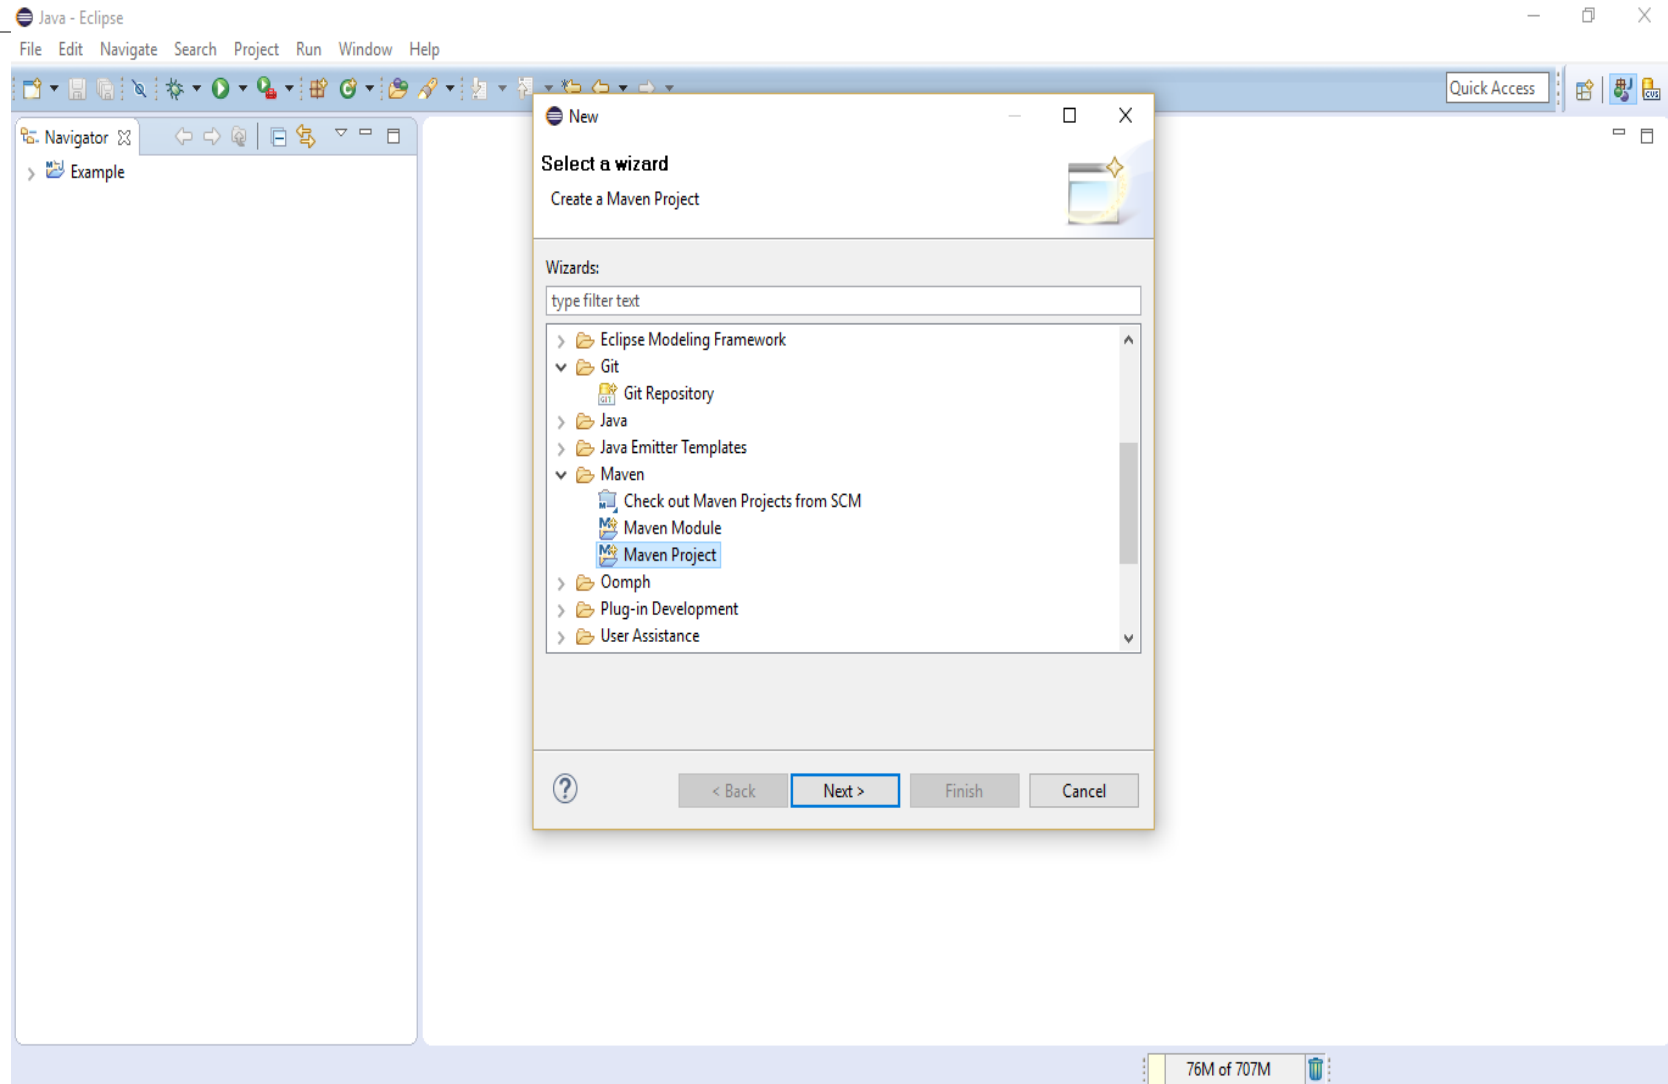 Java - Eclipse
File Edit Navigate Search Project Run Window Help
Quick Access
CVS
Navigator
Example
New
Select a wizard
Create a Maven Project
Wizards:
type filter text
Eclipse Modeling Framework
Git
GIT
Git Repository
Java
Java Emitter Templates
Maven
Check out Maven Projects from SCM
Maven Module
Maven Project
Oomph
Plug-in Development
User Assistance
< Back Next > Finish Cancel
76M of 707M